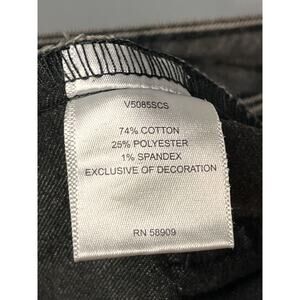 V5085SCS
74% COTTON
25% POLYESTER
1% SPANDEX
EXCLUSIVE OF DECORATION
RN 58909